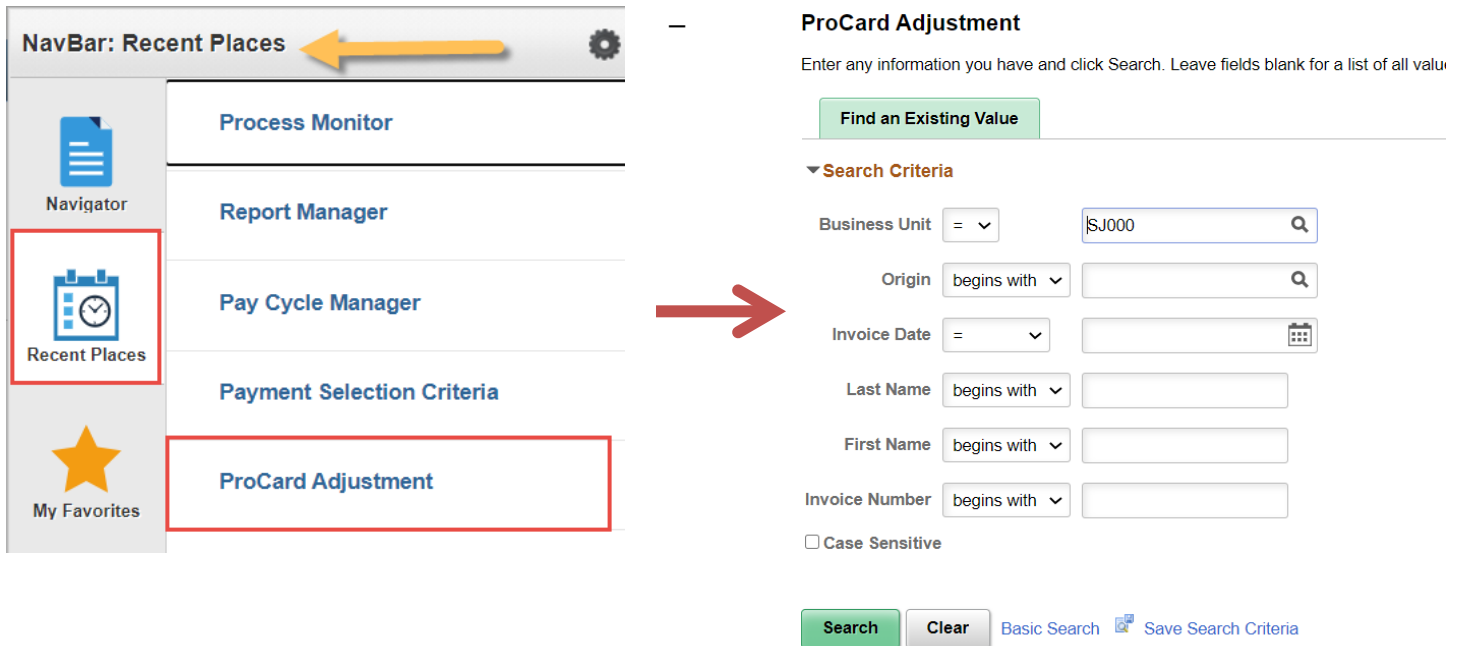 NavBar: Recent Places
Navigator
Recent Places
My Favorites
Process Monitor
Report Manager
Pay Cycle Manager
Payment Selection Criteria
ProCard Adjustment
ProCard Adjustment
Enter any information you have and click Search. Leave fields blank for a list of all
Find an Existing Value
Search Criteria
Business Unit = SJ000
Origin begins with
Invoice Date =
Last Name begins with
First Name begins with
Invoice Number begins with
Case Sensitive
Search Clear Basic Search Save Search Criteria